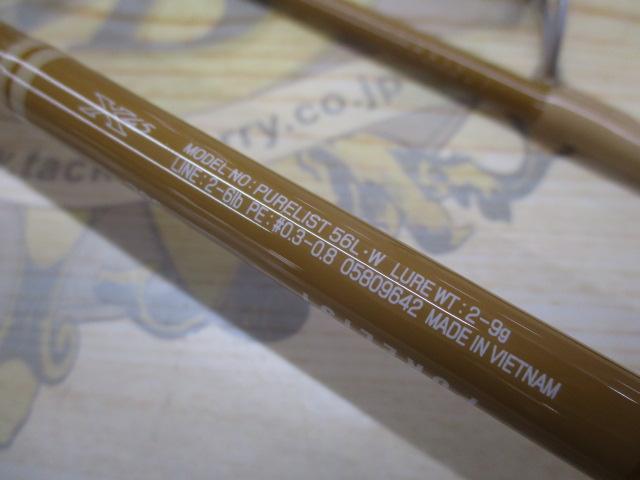 X45
MODEL-NO:PURELIST 56L·W LURE WT:2-9g
LINE:2-6lb PE:#0.3-0.8 05809642 MADE IN VIETNAM